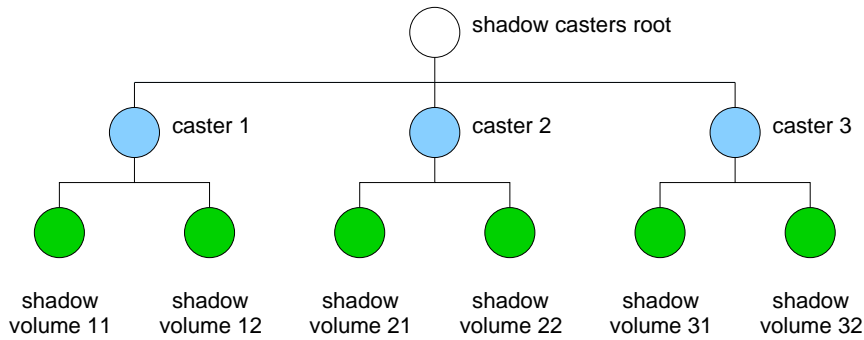 shadow casters root
caster 1
caster 2
caster 3
shadow
volume 11
shadow
volume 12
shadow
volume 21
shadow
volume 22
shadow
volume 31
shadow
volume 32